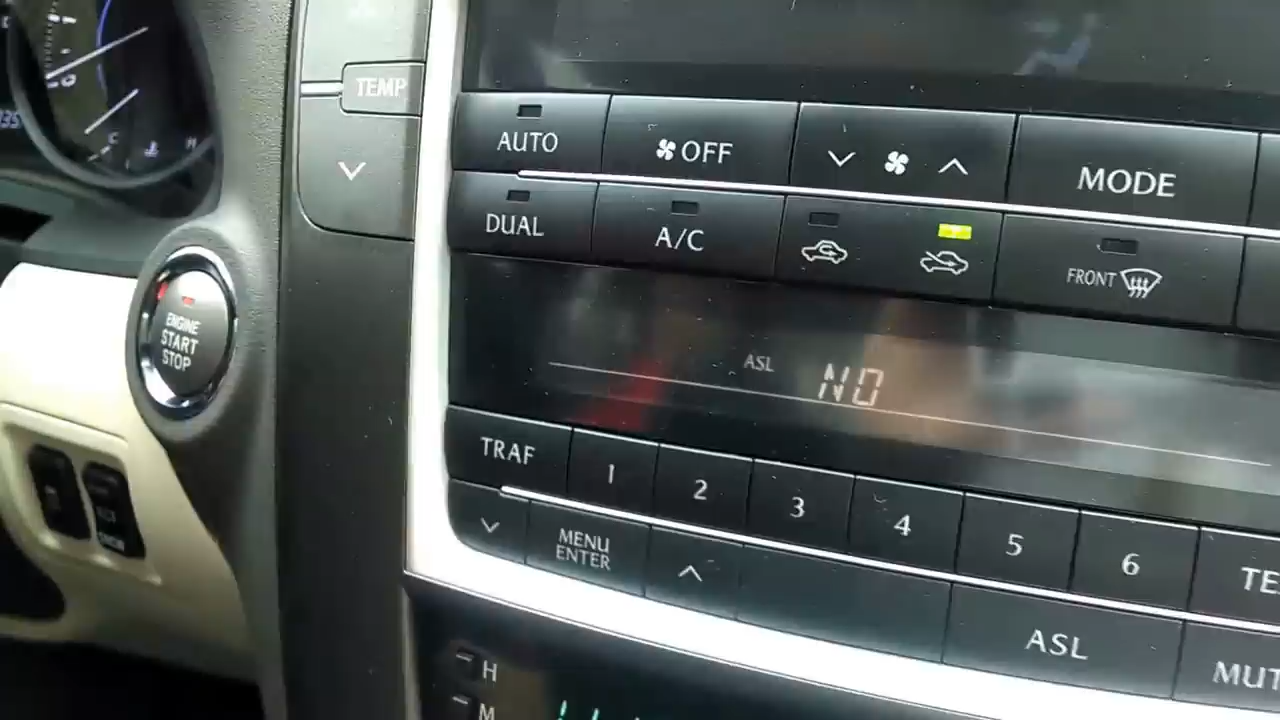 TEMP
AUTO
OFF
MODE
DUAL
A/C
FRONT
ENGINE
START
STOP
ASL
NO
TRAF
1
2
3
4
5
6
MENU
ENTER
ASL
H
M
C
H